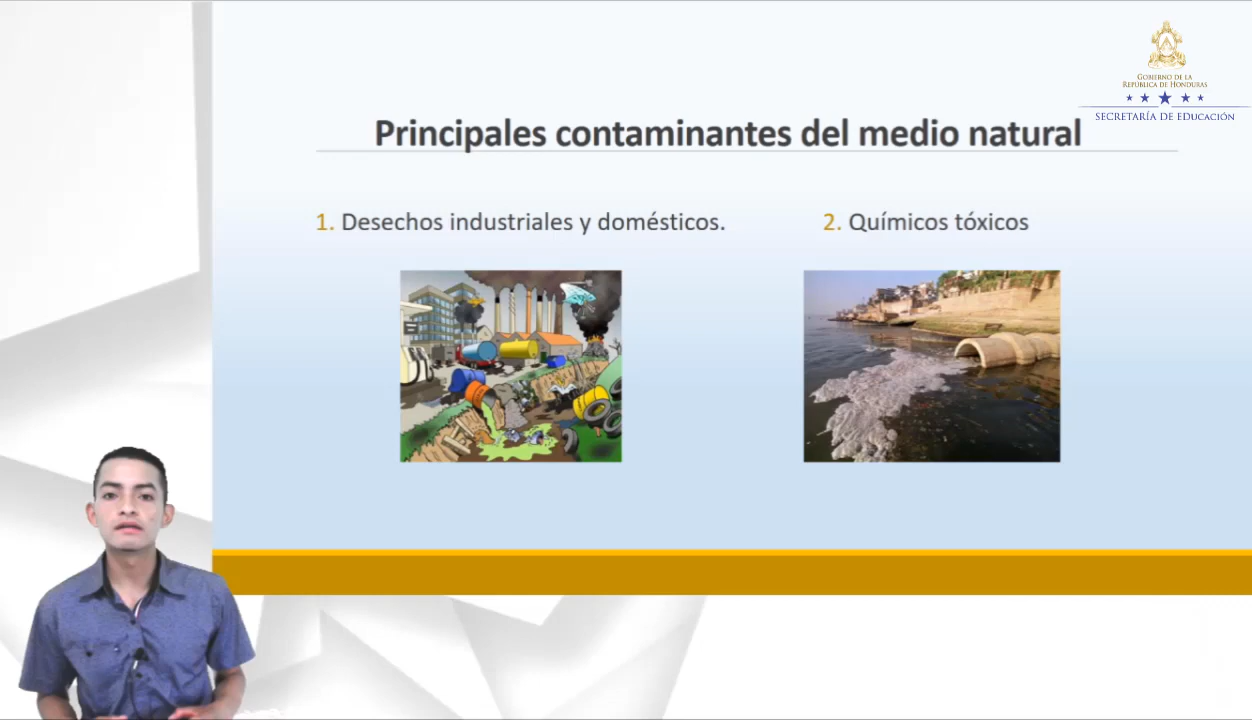 GOBIERNO DE LA
REPÚBLICA DE HONDURAS
SECRETARÍA DE EDUCACIÓN
Principales contaminantes del medio natural
1. Desechos industriales y domésticos.
2. Químicos tóxicos